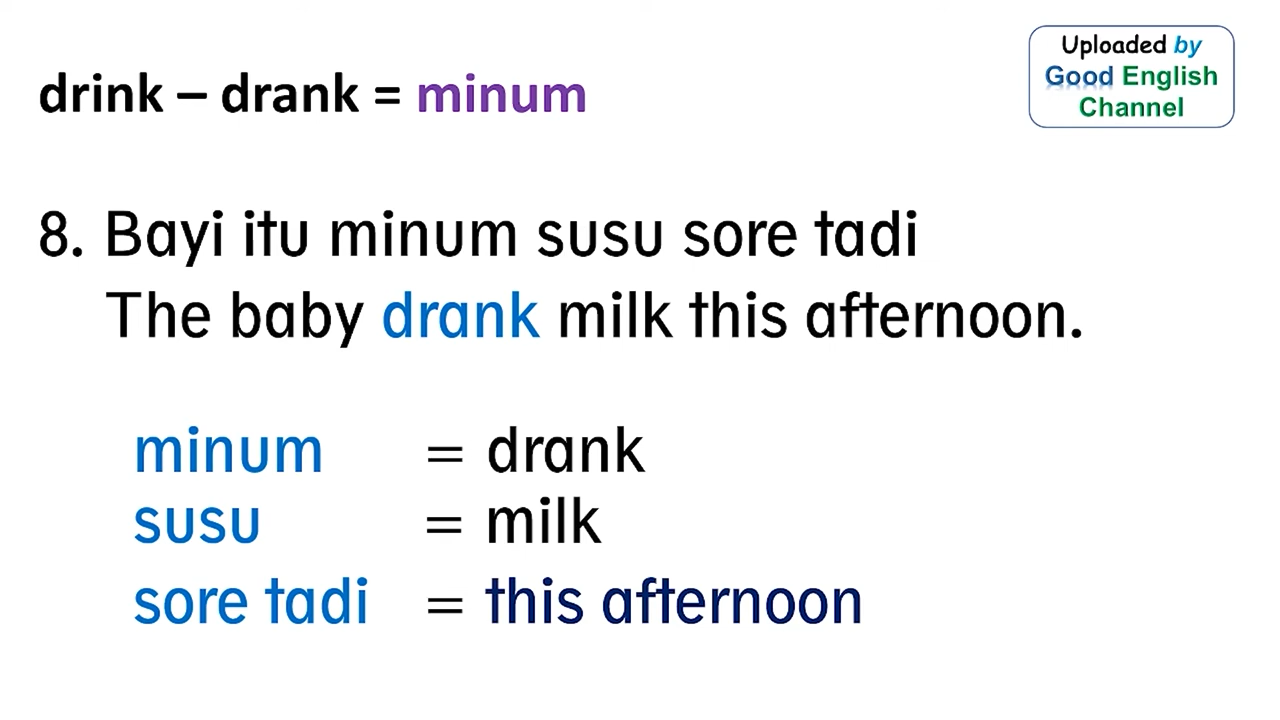 Uploaded by
Good English
Channel
drink – drank = minum
8. Bayi itu minum susu sore tadi
The baby drank milk this afternoon.
minum = drank
susu = milk
sore tadi = this afternoon